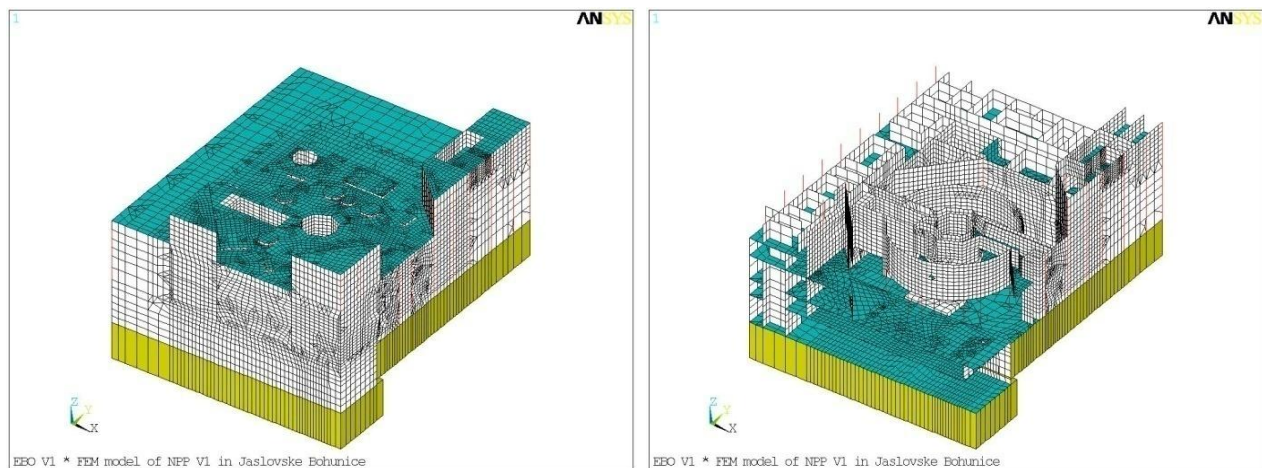 1
ANSYS
Z
Y
X
EBO V1 * FEM model of NPP V1 in Jaslovske Bohunice
1
ANSYS
Z
Y
X
EBO V1 * FEM model of NPP V1 in Jaslovske Bohunice